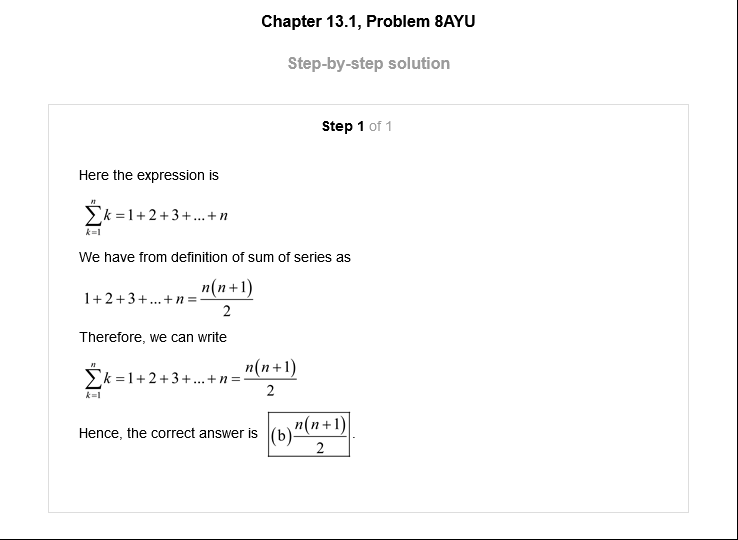 Chapter 13.1, Problem 8AYU
Step-by-step solution
Step 1 of 1
Here the expression is
$\sum_{k=1}^{n} k = 1+2+3+...+n$
We have from definition of sum of series as
$1+2+3+...+n = \frac{n(n+1)}{2}$
Therefore, we can write
$\sum_{k=1}^{n} k = 1+2+3+...+n = \frac{n(n+1)}{2}$
Hence, the correct answer is $\boxed{(b) \frac{n(n+1)}{2}}$.